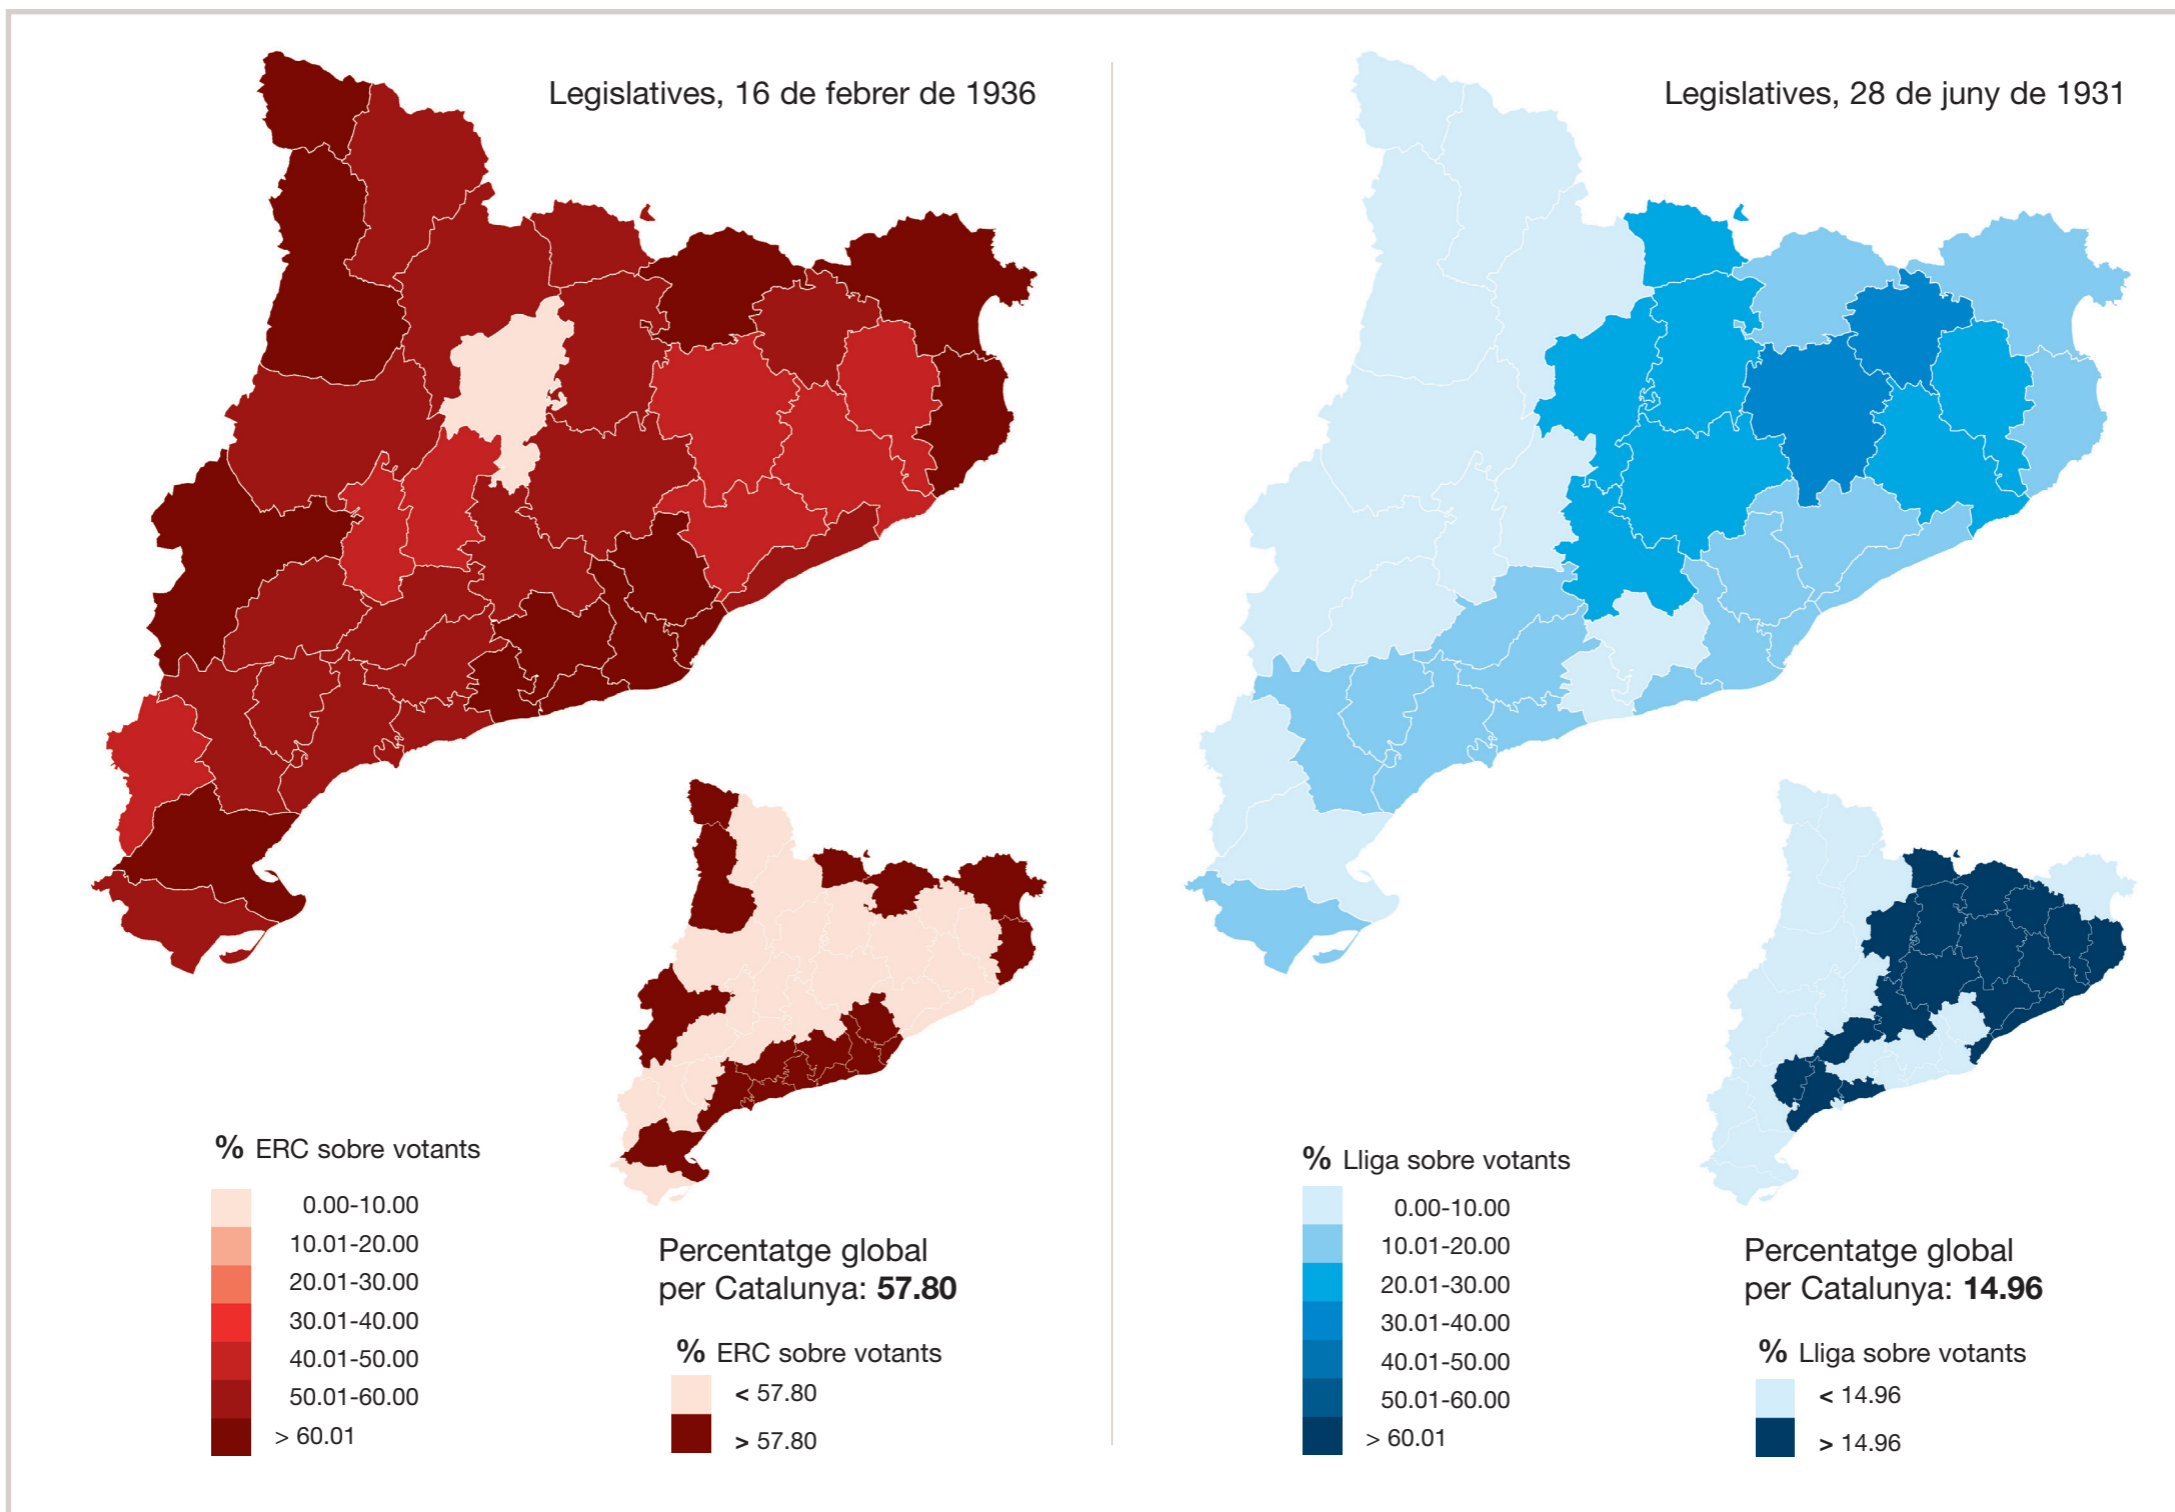 Legislatives, 16 de febrer de 1936
% ERC sobre votants
0.00-10.00
10.01-20.00
20.01-30.00
30.01-40.00
40.01-50.00
50.01-60.00
> 60.01
Percentatge global
per Catalunya: 57.80
% ERC sobre votants
< 57.80
> 57.80
Legislatives, 28 de juny de 1931
% Lliga sobre votants
0.00-10.00
10.01-20.00
20.01-30.00
30.01-40.00
40.01-50.00
50.01-60.00
> 60.01
Percentatge global
per Catalunya: 14.96
% Lliga sobre votants
< 14.96
> 14.96